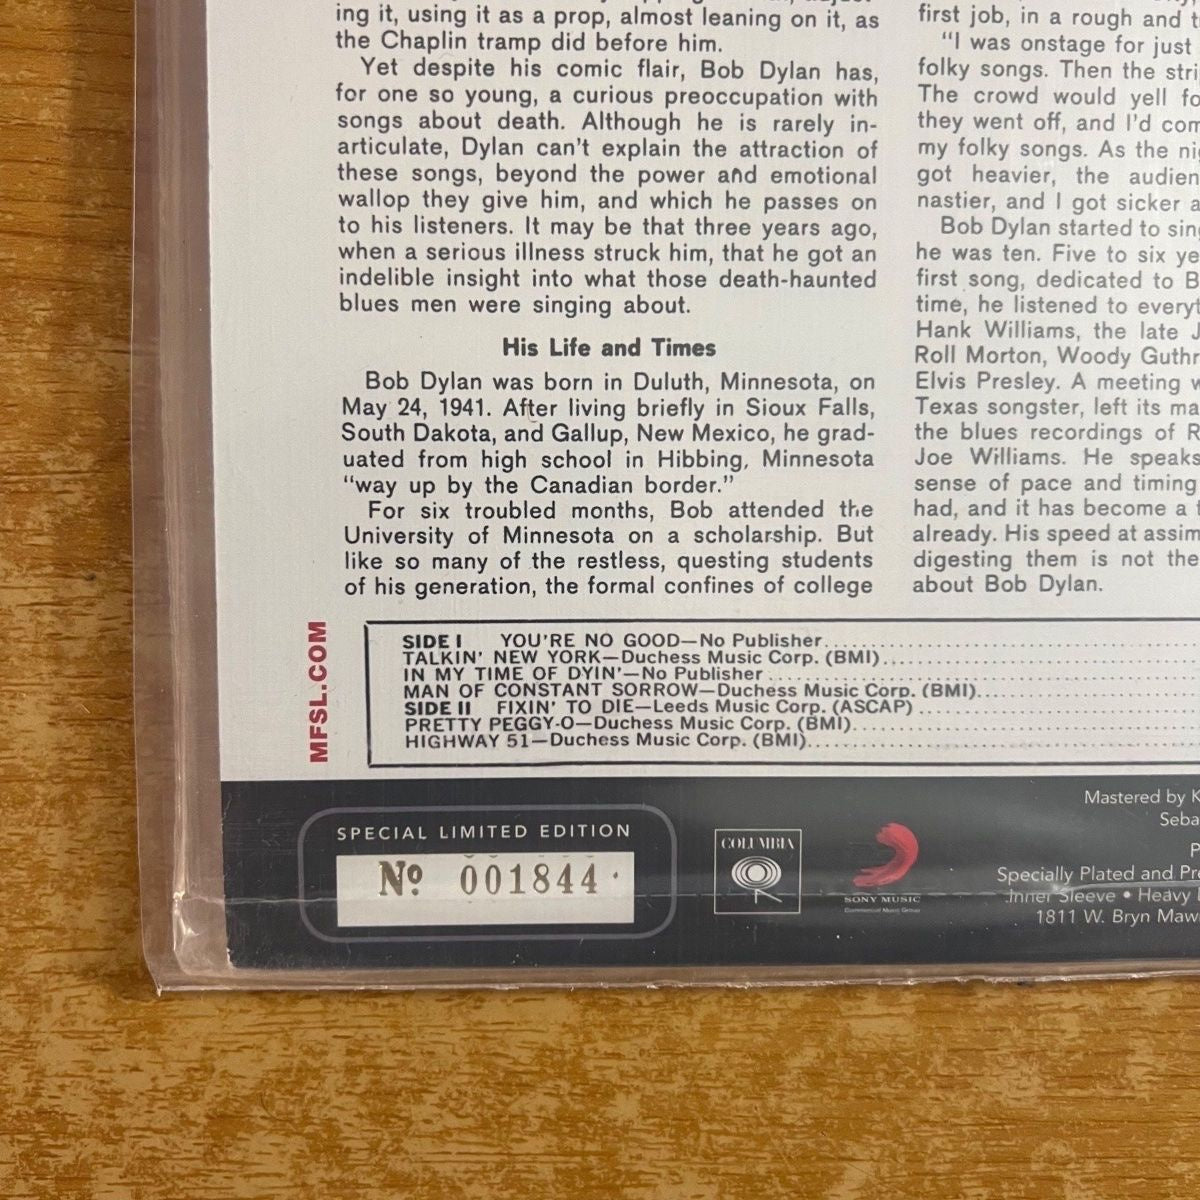 ing it, using it as a prop, almost leaning on it, as
the Chaplin tramp did before him.
Yet despite his comic flair, Bob Dylan has,
for one so young, a curious preoccupation with
songs about death. Although he is rarely in-
articulate, Dylan can't explain the attraction of
these songs, beyond the power and emotional
wallop they give him, and which he passes on
to his listeners. It may be that three years ago,
when a serious illness struck him, that he got an
indelible insight into what those death-haunted
blues men were singing about.
His Life and Times
Bob Dylan was born in Duluth, Minnesota, on
May 24, 1941. After living briefly in Sioux Falls,
South Dakota, and Gallup, New Mexico, he grad-
uated from high school in Hibbing, Minnesota
“way up by the Canadian border.”
For six troubled months, Bob attended the
University of Minnesota on a scholarship. But
like so many of the restless, questing students
of his generation, the formal confines of college
first job, in a rough and
“I was onstage for just
folky songs. Then the stri
The crowd would yell fo
they went off, and I'd com
my folky songs. As the nig
got heavier, the audien
nastier, and I got sicker a
Bob Dylan started to sing
he was ten. Five to six ye
first song, dedicated to B
time, he listened to everyt
Hank Williams, the late J
Roll Morton, Woody Guthr
Elvis Presley. A meeting w
Texas songster, left its ma
the blues recordings of R
Joe Williams. He speaks
sense of pace and timing
had, and it has become a f
already. His speed at assim
digesting them is not the
about Bob Dylan.
MFSL.COM
SIDE I YOU'RE NO GOOD—No Publisher
TALKIN' NEW YORK—Duchess Music Corp. (BMI)
IN MY TIME OF DYIN'—No Publisher
MAN OF CONSTANT SORROW—Duchess Music Corp. (BMI)
SIDE II FIXIN' TO DIE—Leeds Music Corp. (ASCAP)
PRETTY PEGGY-O—Duchess Music Corp. (BMI)
HIGHWAY 51—Duchess Music Corp. (BMI)
SPECIAL LIMITED EDITION
Nº 001844
COLUMBIA
SONY MUSIC
Commercial Music Group
Mastered by K
Seba
P
Specially Plated and Pre
Inner Sleeve • Heavy
1811 W. Bryn Maw